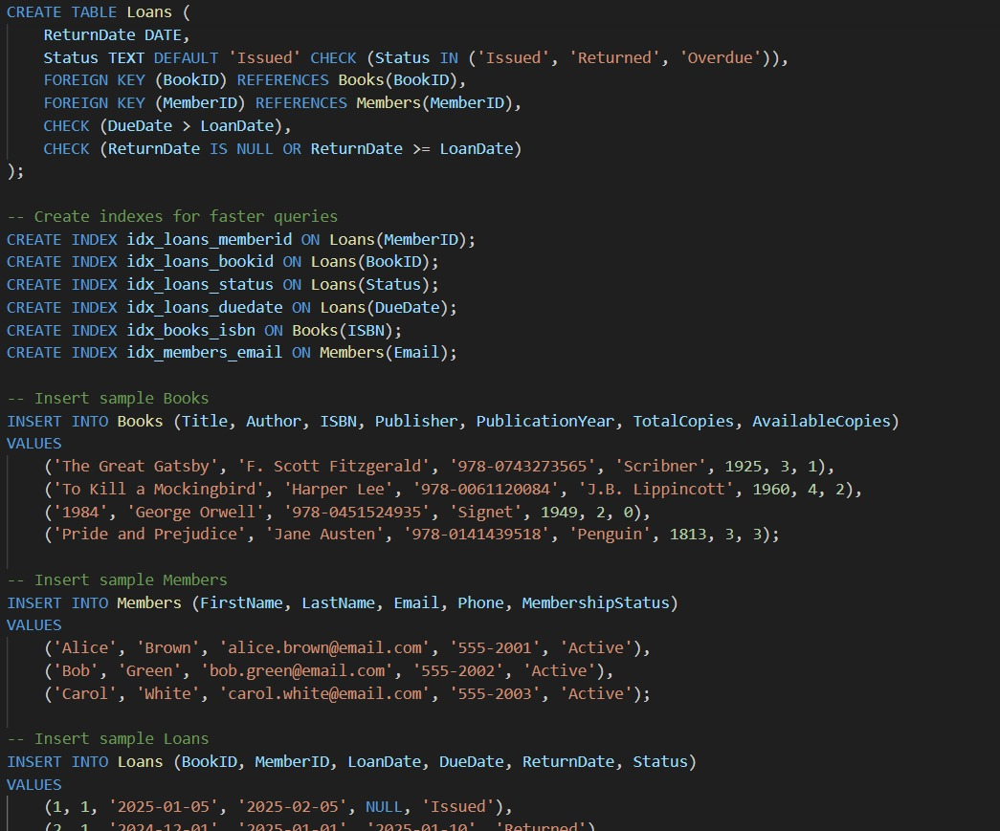 CREATE TABLE Loans (
    ReturnDate DATE,
    Status TEXT DEFAULT 'Issued' CHECK (Status IN ('Issued', 'Returned', 'Overdue')),
    FOREIGN KEY (BookID) REFERENCES Books(BookID),
    FOREIGN KEY (MemberID) REFERENCES Members(MemberID),
    CHECK (DueDate > LoanDate),
    CHECK (ReturnDate IS NULL OR ReturnDate >= LoanDate)
);

-- Create indexes for faster queries
CREATE INDEX idx_loans_memberid ON Loans(MemberID);
CREATE INDEX idx_loans_bookid ON Loans(BookID);
CREATE INDEX idx_loans_status ON Loans(Status);
CREATE INDEX idx_loans_duedate ON Loans(DueDate);
CREATE INDEX idx_books_isbn ON Books(ISBN);
CREATE INDEX idx_members_email ON Members(Email);

-- Insert sample Books
INSERT INTO Books (Title, Author, ISBN, Publisher, PublicationYear, TotalCopies, AvailableCopies)
VALUES
    ('The Great Gatsby', 'F. Scott Fitzgerald', '978-0743273565', 'Scribner', 1925, 3, 1),
    ('To Kill a Mockingbird', 'Harper Lee', '978-0061120084', 'J.B. Lippincott', 1960, 4, 2),
    ('1984', 'George Orwell', '978-0451524935', 'Signet', 1949, 2, 0),
    ('Pride and Prejudice', 'Jane Austen', '978-0141439518', 'Penguin', 1813, 3, 3);

-- Insert sample Members
INSERT INTO Members (FirstName, LastName, Email, Phone, MembershipStatus)
VALUES
    ('Alice', 'Brown', 'alice.brown@email.com', '555-2001', 'Active'),
    ('Bob', 'Green', 'bob.green@email.com', '555-2002', 'Active'),
    ('Carol', 'White', 'carol.white@email.com', '555-2003', 'Active');

-- Insert sample Loans
INSERT INTO Loans (BookID, MemberID, LoanDate, DueDate, ReturnDate, Status)
VALUES
    (1, 1, '2025-01-05', '2025-02-05', NULL, 'Issued'),
    (2, 1, '2024-12-01', '2025-01-01', '2025-01-10', 'Returned')